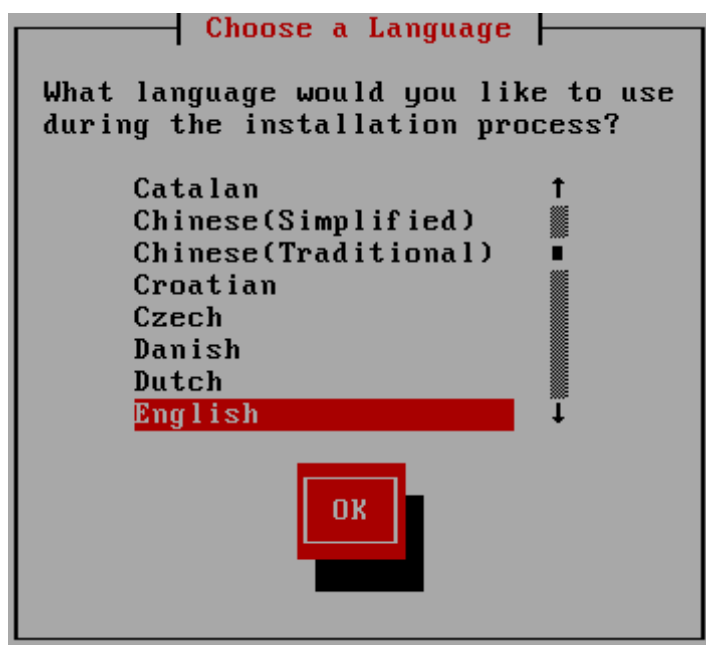 Choose a Language
What language would you like to use
during the installation process?
Catalan
Chinese(Simplified)
Chinese(Traditional)
Croatian
Czech
Danish
Dutch
English
OK